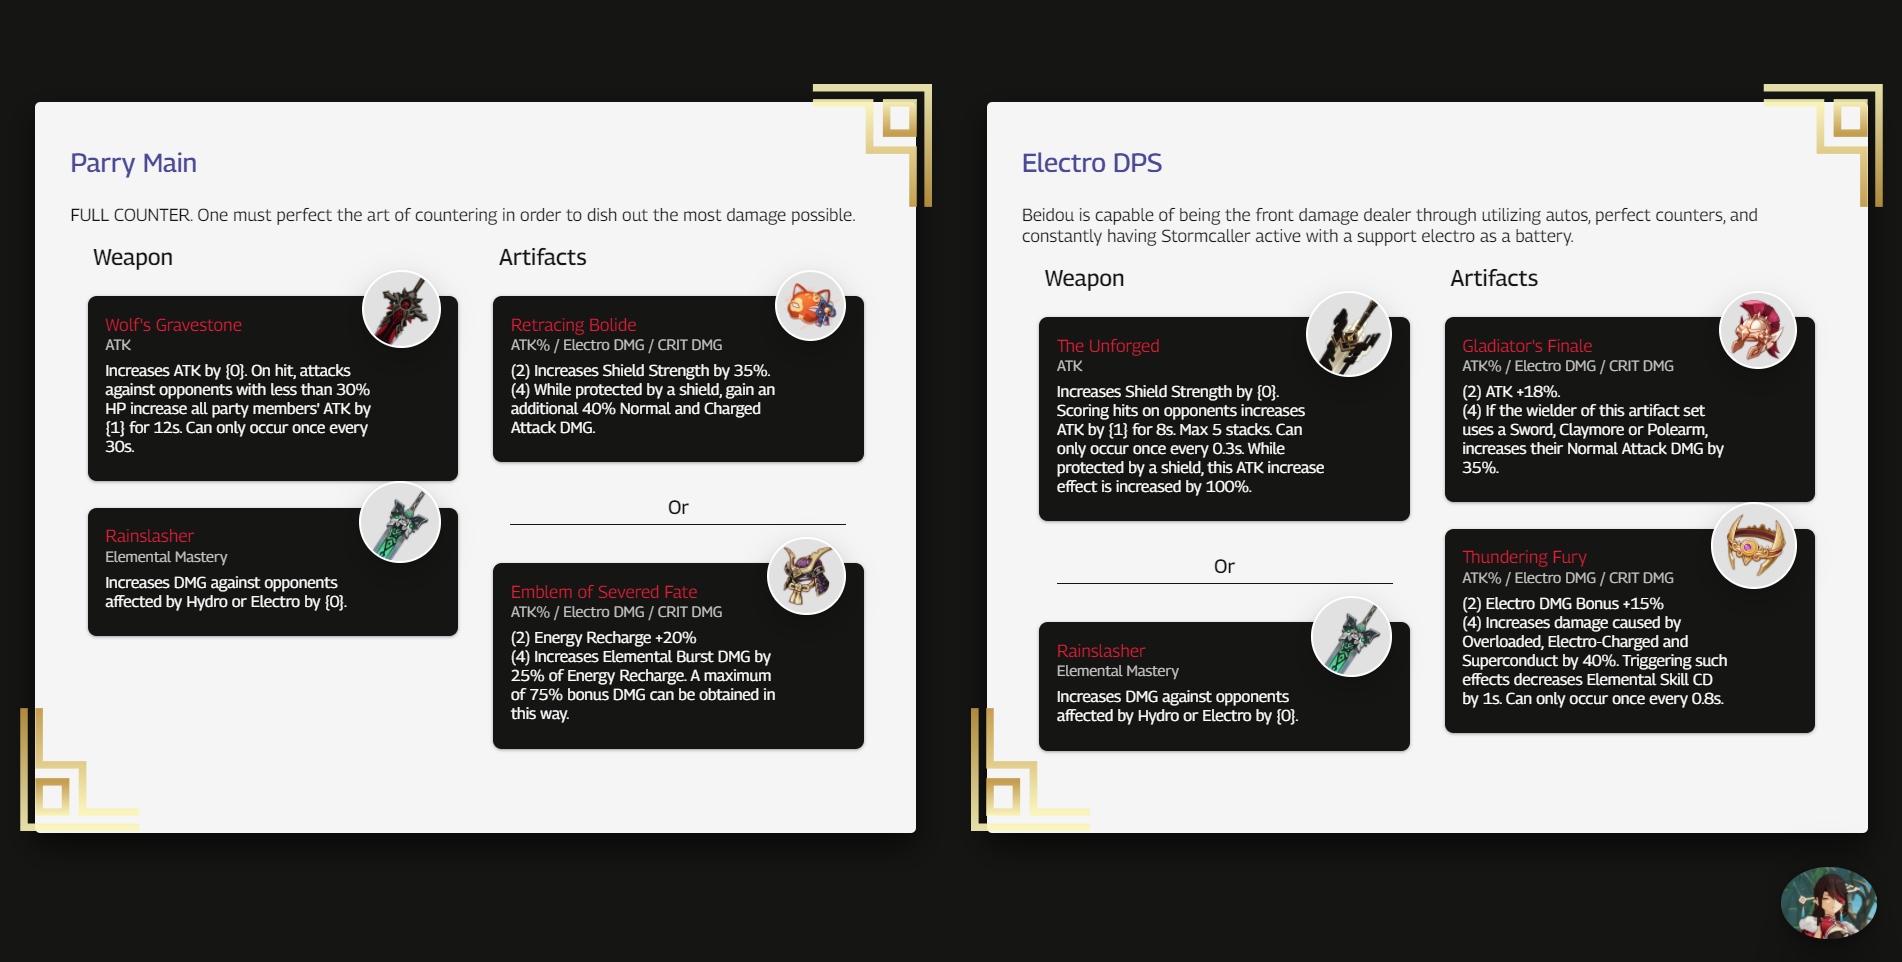 Parry Main
FULL COUNTER. One must perfect the art of countering in order to dish out the most damage possible.
Weapon
Wolf's Gravestone
ATK
Increases ATK by {0}. On hit, attacks
against opponents with less than 30%
HP increase all party members' ATK by
{1} for 12s. Can only occur once every
30s.
Rainslasher
Elemental Mastery
Increases DMG against opponents
affected by Hydro or Electro by {0}.
Artifacts
Retracing Bolide
ATK% / Electro DMG / CRIT DMG
(2) Increases Shield Strength by 35%.
(4) While protected by a shield, gain an
additional 40% Normal and Charged
Attack DMG.
Or
Emblem of Severed Fate
ATK% / Electro DMG / CRIT DMG
(2) Energy Recharge +20%
(4) Increases Elemental Burst DMG by
25% of Energy Recharge. A maximum
of 75% bonus DMG can be obtained in
this way.
Electro DPS
Beidou is capable of being the front damage dealer through utilizing autos, perfect counters, and
constantly having Stormcaller active with a support electro as a battery.
Weapon
The Unforged
ATK
Increases Shield Strength by {0}.
Scoring hits on opponents increases
ATK by {1} for 8s. Max 5 stacks. Can
only occur once every 0.3s. While
protected by a shield, this ATK increase
effect is increased by 100%.
Or
Rainslasher
Elemental Mastery
Increases DMG against opponents
affected by Hydro or Electro by {0}.
Artifacts
Gladiator's Finale
ATK% / Electro DMG / CRIT DMG
(2) ATK +18%.
(4) If the wielder of this artifact set
uses a Sword, Claymore or Polearm,
increases their Normal Attack DMG by
35%.
Thundering Fury
ATK% / Electro DMG / CRIT DMG
(2) Electro DMG Bonus +15%
(4) Increases damage caused by
Overloaded, Electro-Charged and
Superconduct by 40%. Triggering such
effects decreases Elemental Skill CD
by 1s. Can only occur once every 0.8s.